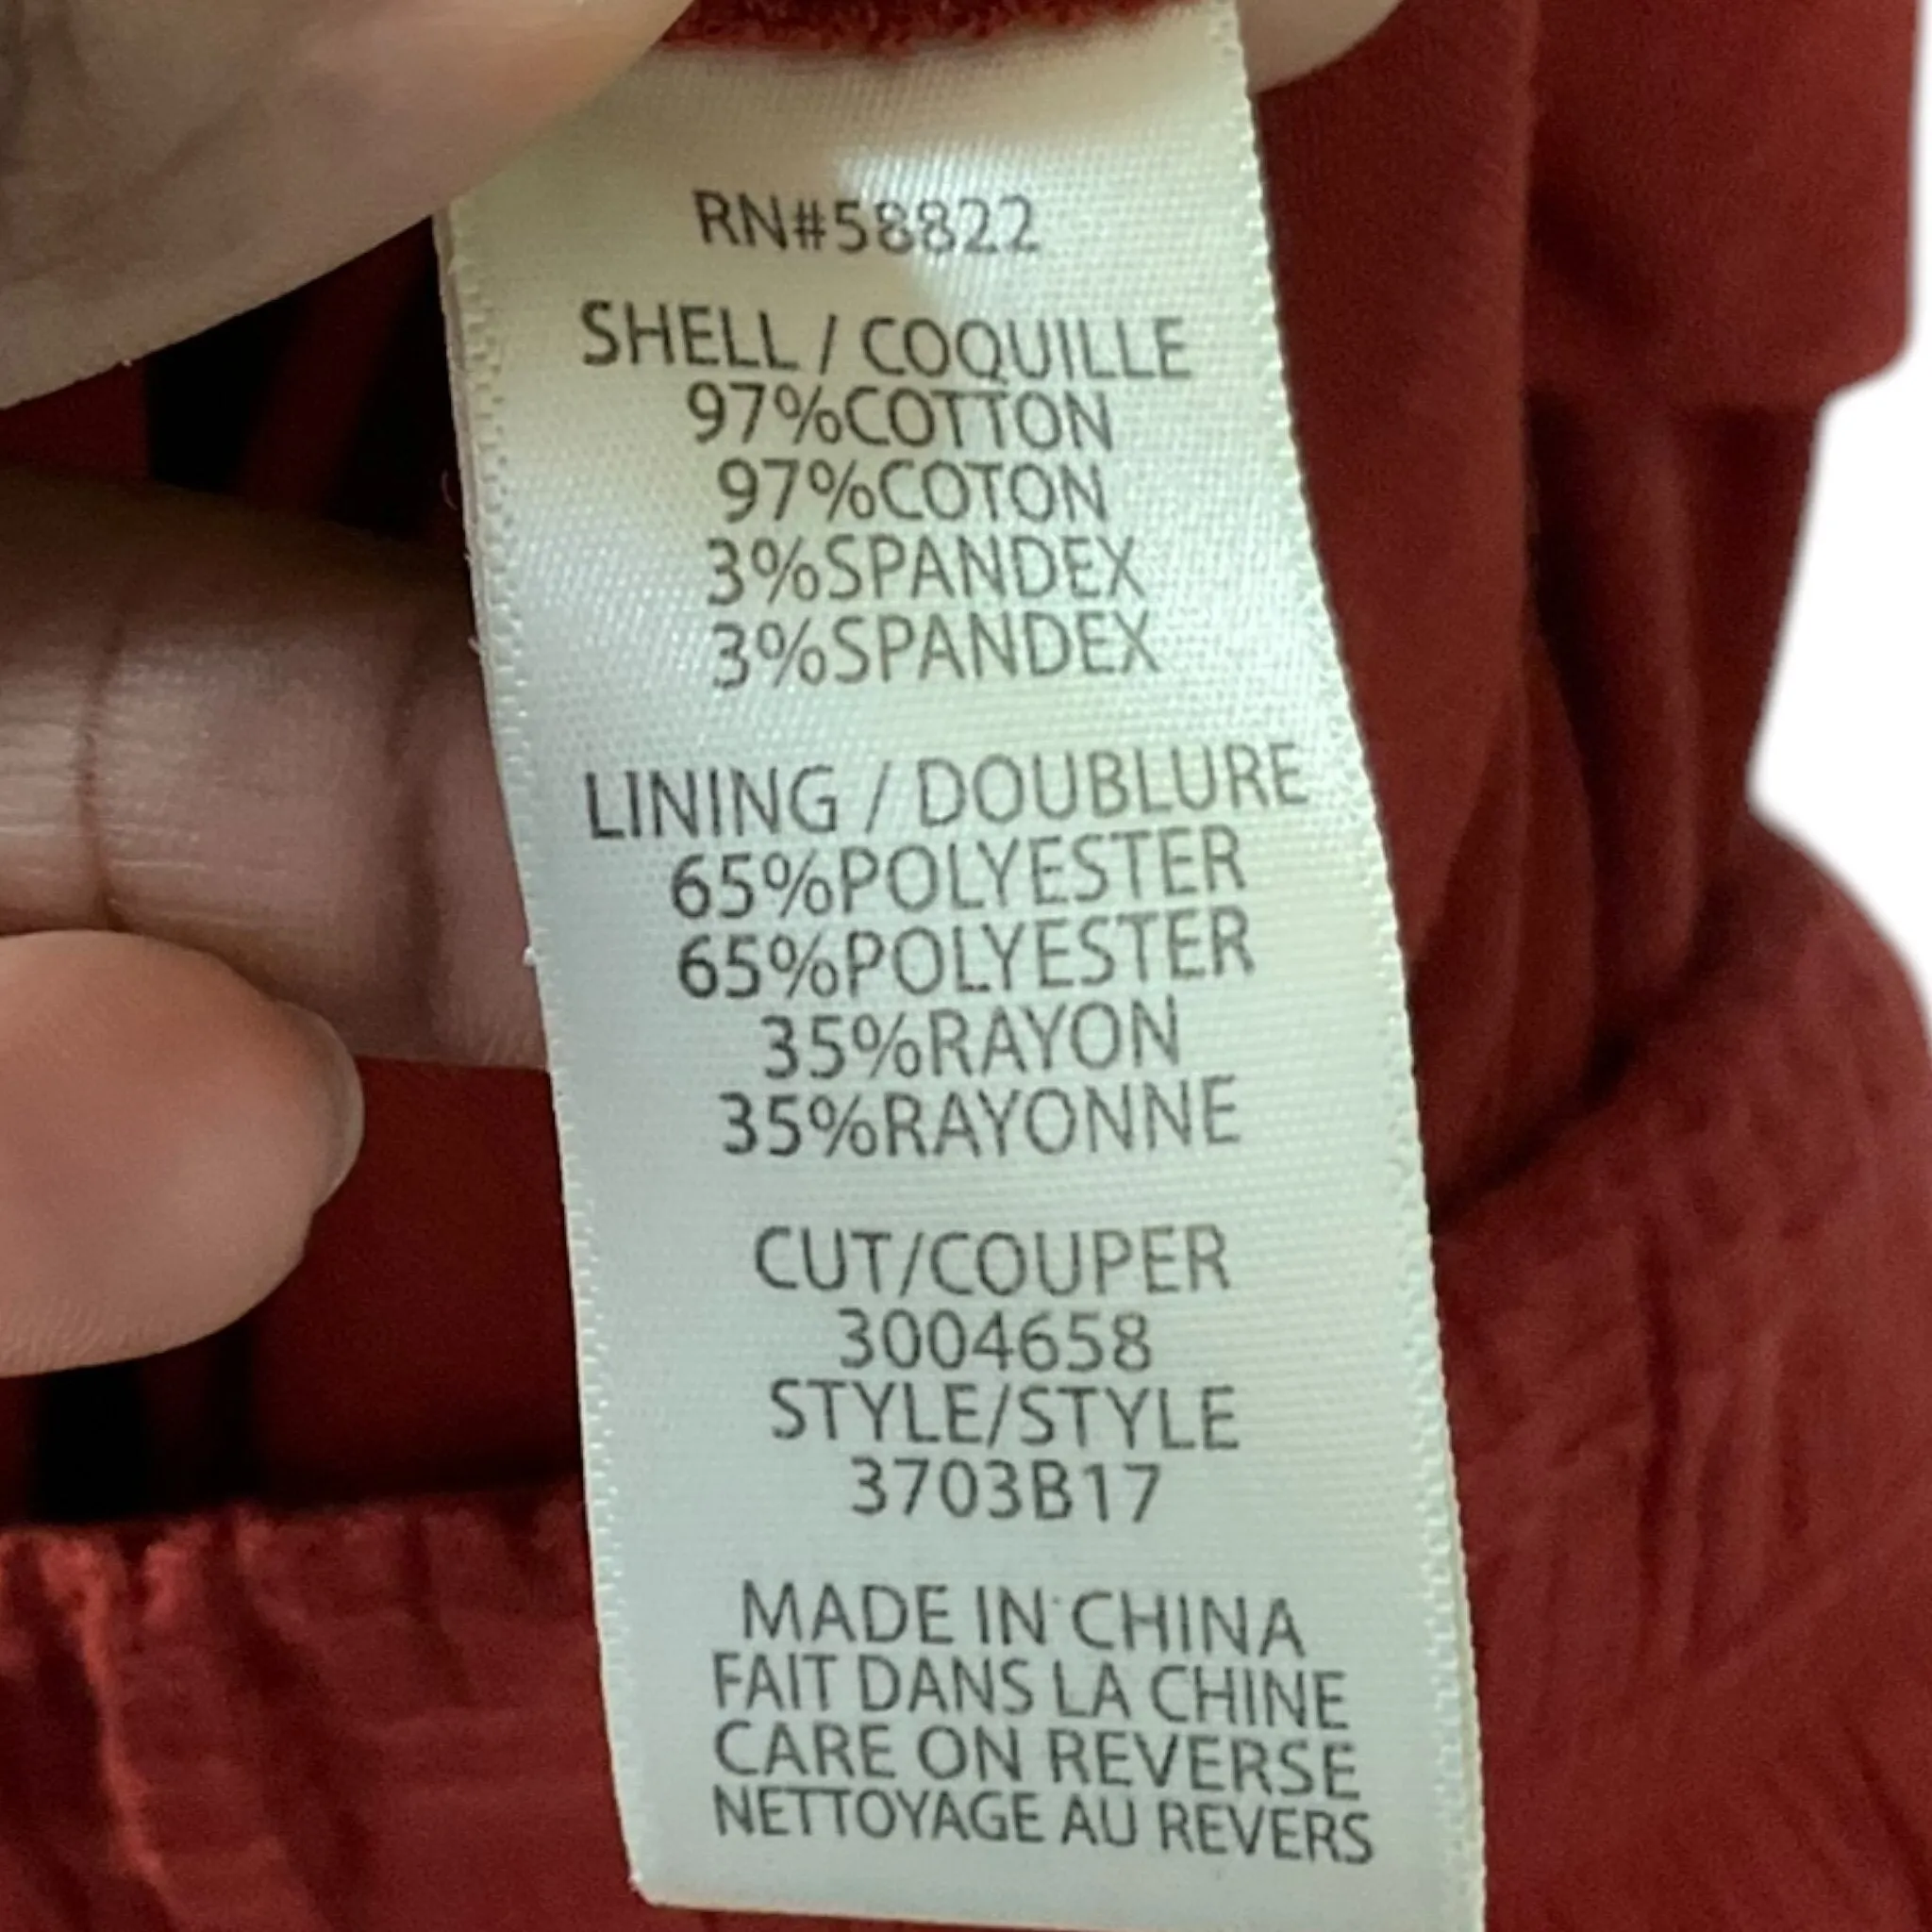 RN#58822
SHELL / COQUILLE
97%COTTON
97%COTON
3%SPANDEX
3%SPANDEX
LINING / DOUBLURE
65%POLYESTER
65%POLYESTER
35%RAYON
35%RAYONNE
CUT/COUPER
3004658
STYLE/STYLE
3703B17
MADE IN CHINA
FAIT DANS LA CHINE
CARE ON REVERSE
NETTOYAGE AU REVERS